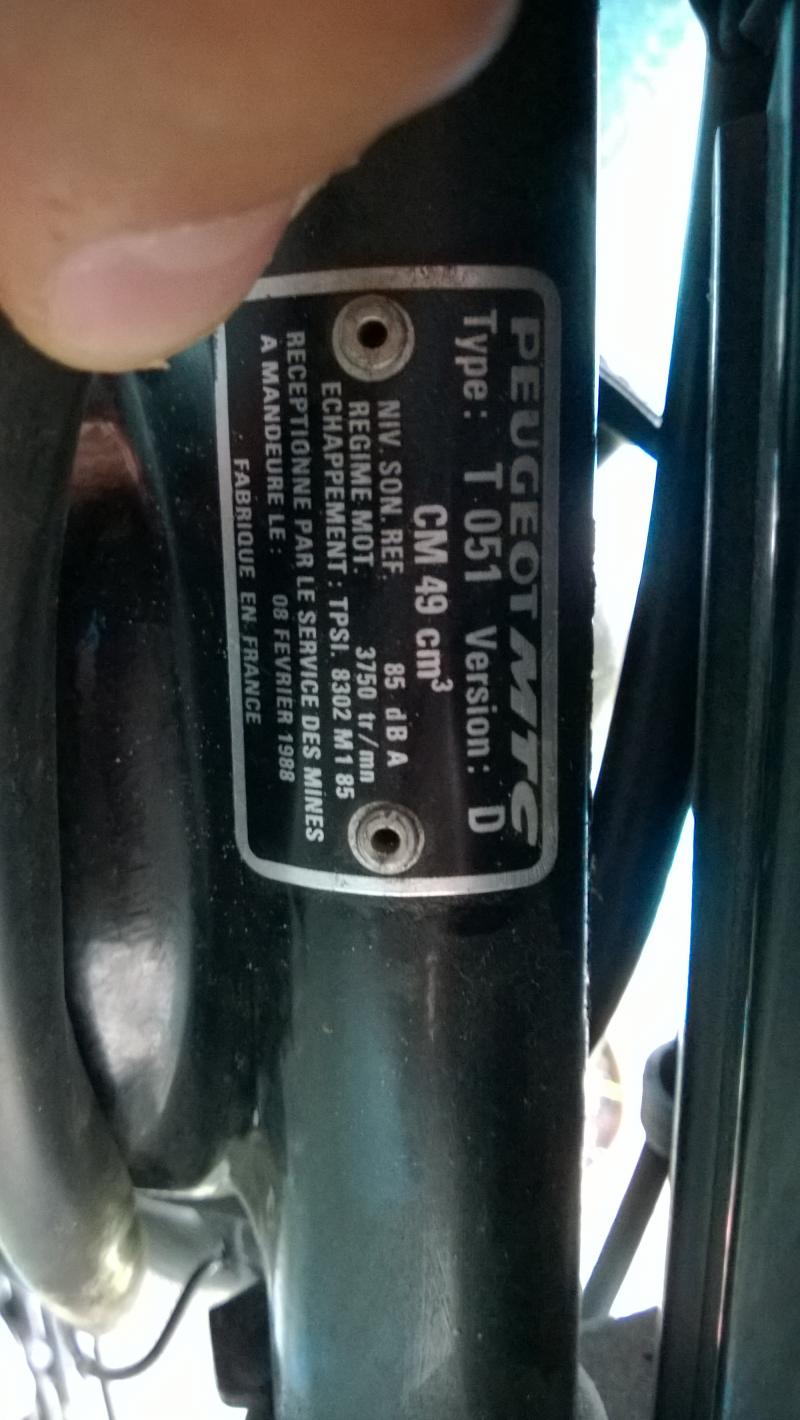 PEUGEOT MTC
Type : T 051 Version : D
CM 49 cm³
NIV. SON. REF. 85 dB A
REGIME MOT. 3750 tr/mn
ECHAPPEMENT : TPSI. 8302 M 1 85
RECEPTIONNE PAR LE SERVICE DES MINES
A MANDEURE LE : 08 FEVRIER 1988
FABRIQUE EN FRANCE